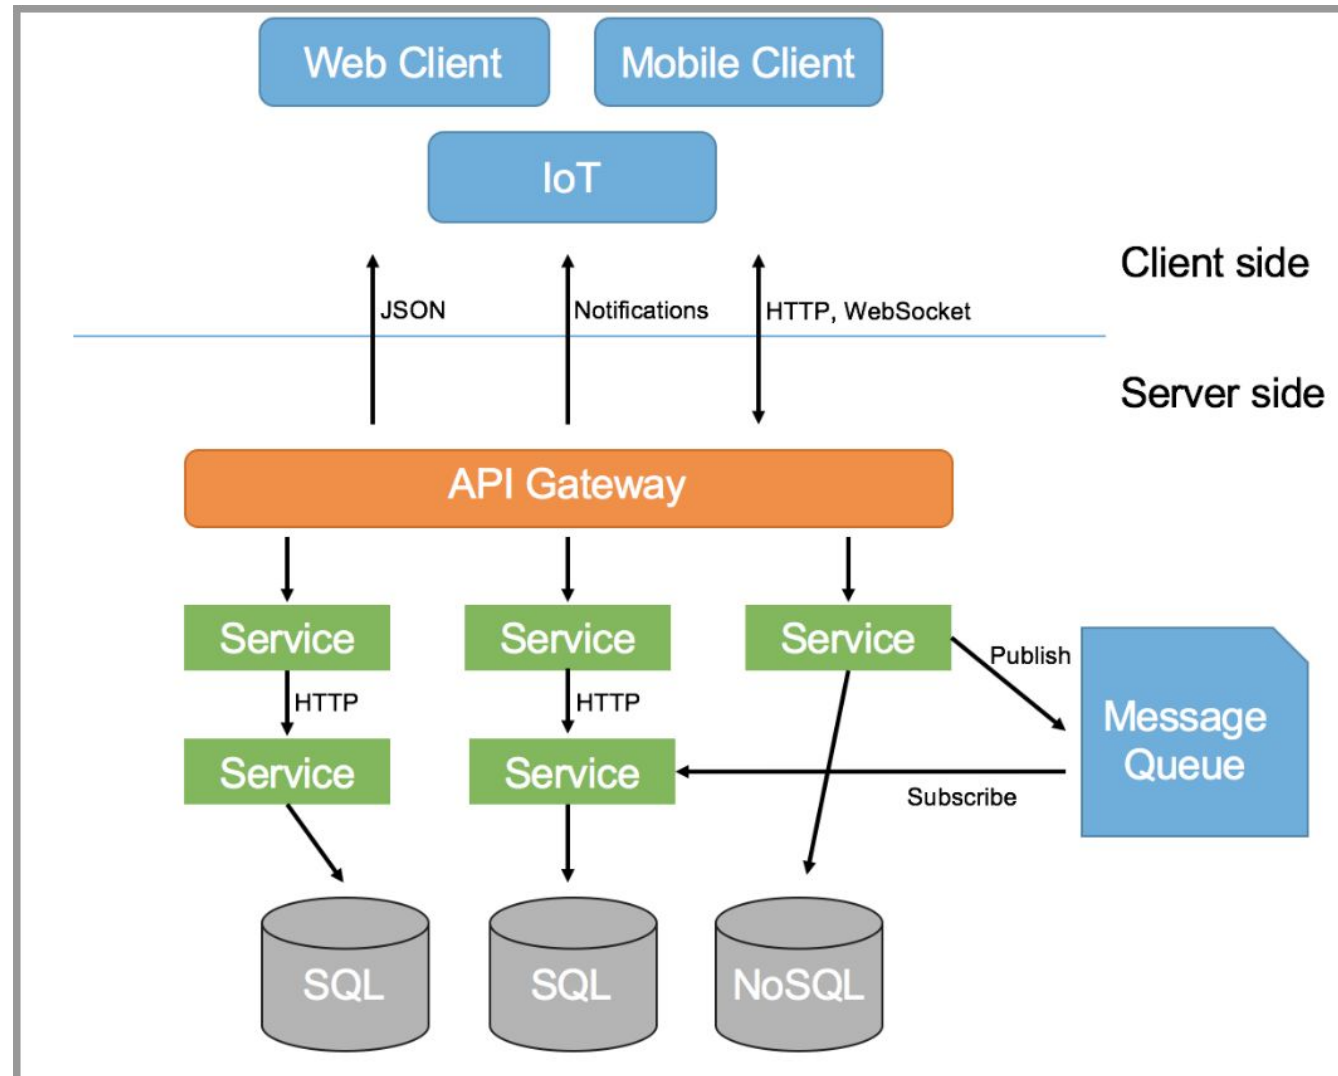 Web Client
Mobile Client
IoT
Client side
JSON
Notifications
HTTP, WebSocket
Server side
API Gateway
Service
Service
Service
Publish
HTTP
HTTP
Message
Queue
Service
Service
Subscribe
SQL
SQL
NoSQL